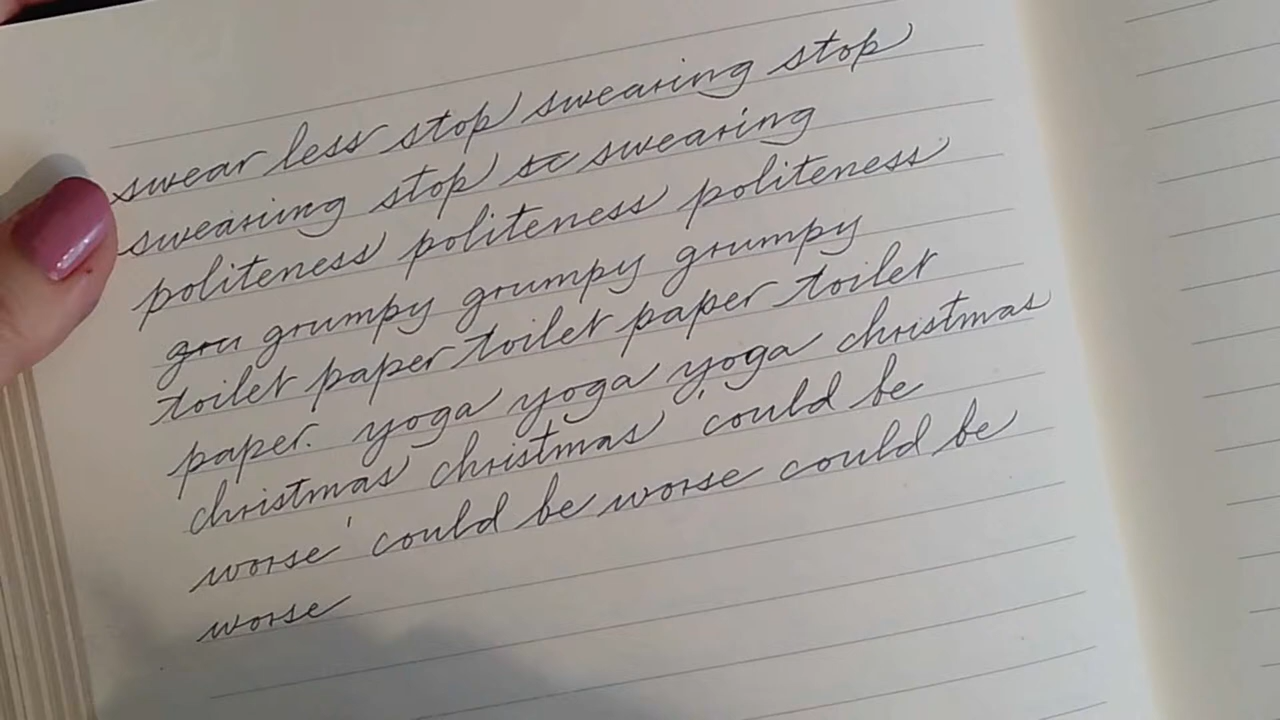 swear less stop swearing stop
swearing stop sc swearing
politeness politeness politeness
gru grumpy grumpy grumpy
toilet paper toilet paper toilet
paper. yoga yoga yoga christmas
christmas christmas 'could be
worse' could be worse could be
worse